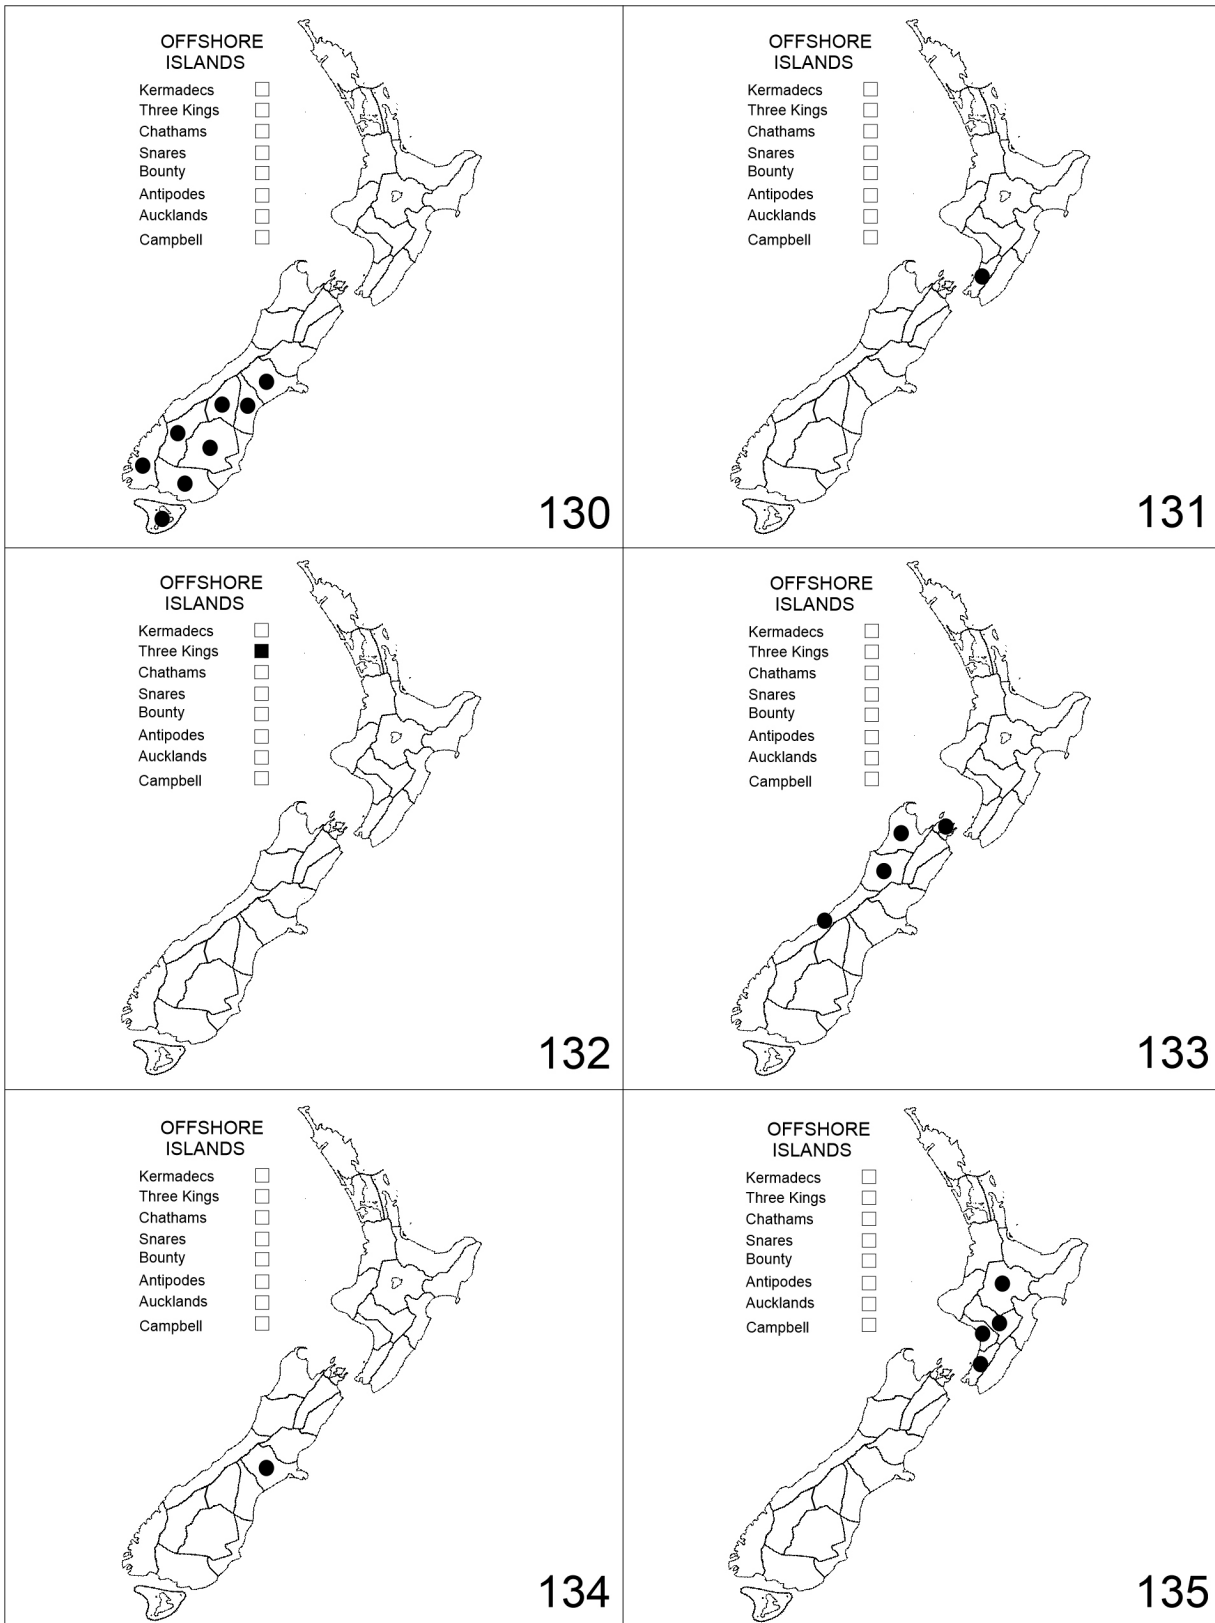 OFFSHORE
ISLANDS
Kermadecs
Three Kings
Chathams
Snares
Bounty
Antipodes
Aucklands
Campbell
130
OFFSHORE
ISLANDS
Kermadecs
Three Kings
Chathams
Snares
Bounty
Antipodes
Aucklands
Campbell
131
OFFSHORE
ISLANDS
Kermadecs
Three Kings
Chathams
Snares
Bounty
Antipodes
Aucklands
Campbell
132
OFFSHORE
ISLANDS
Kermadecs
Three Kings
Chathams
Snares
Bounty
Antipodes
Aucklands
Campbell
133
OFFSHORE
ISLANDS
Kermadecs
Three Kings
Chathams
Snares
Bounty
Antipodes
Aucklands
Campbell
134
OFFSHORE
ISLANDS
Kermadecs
Three Kings
Chathams
Snares
Bounty
Antipodes
Aucklands
Campbell
135